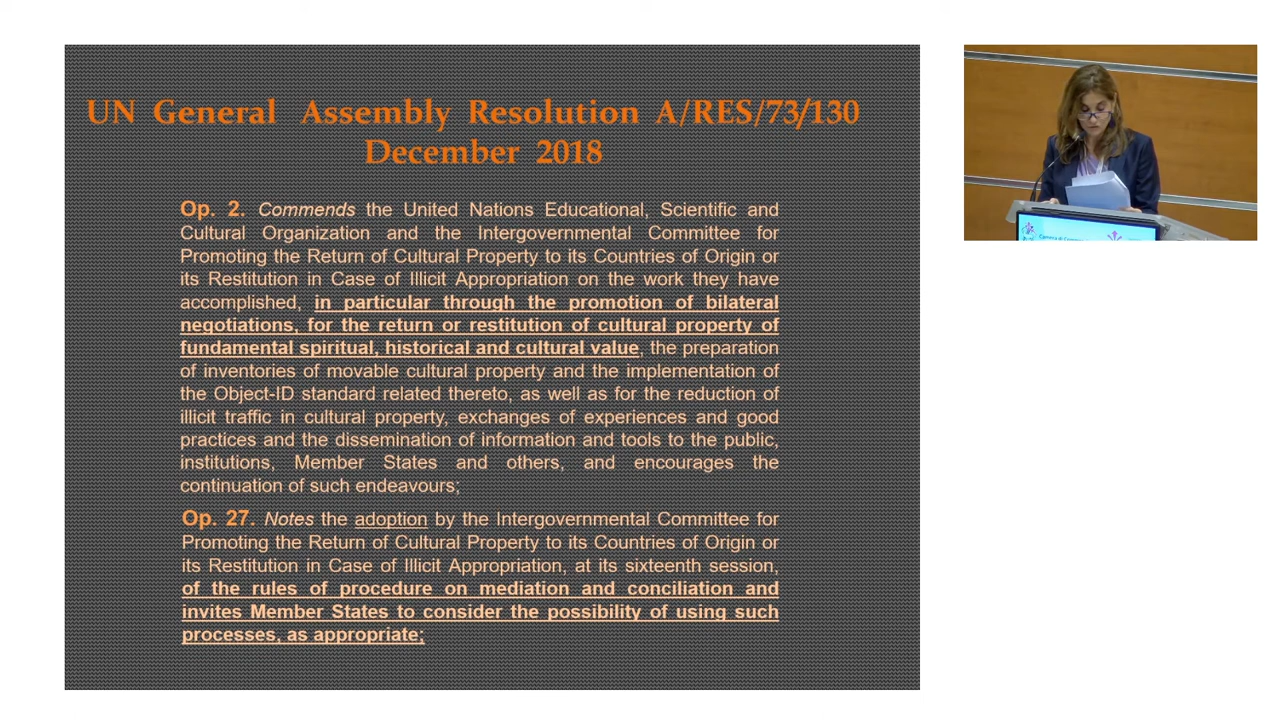 UN General Assembly Resolution A/RES/73/130
December 2018
Op. 2. Commends the United Nations Educational, Scientific and
Cultural Organization and the Intergovernmental Committee for
Promoting the Return of Cultural Property to its Countries of Origin or
its Restitution in Case of Illicit Appropriation on the work they have
accomplished, in particular through the promotion of bilateral
negotiations, for the return or restitution of cultural property of
fundamental spiritual, historical and cultural value, the preparation
of inventories of movable cultural property and the implementation of
the Object-ID standard related thereto, as well as for the reduction of
illicit traffic in cultural property, exchanges of experiences and good
practices and the dissemination of information and tools to the public,
institutions, Member States and others, and encourages the
continuation of such endeavours;
Op. 27. Notes the adoption by the Intergovernmental Committee for
Promoting the Return of Cultural Property to its Countries of Origin or
its Restitution in Case of Illicit Appropriation, at its sixteenth session,
of the rules of procedure on mediation and conciliation and
invites Member States to consider the possibility of using such
processes, as appropriate;